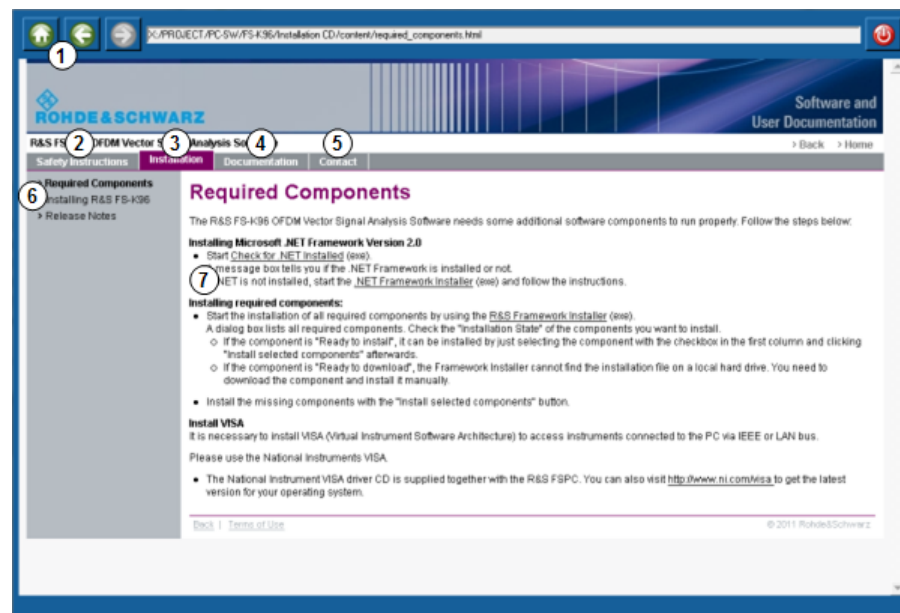 X:/PROJECT/PC-SW/FS-K96/Installation CD/content/required_components.html
1
ROHDE&SCHWARZ
Software and
User Documentation
R&S FS OFDM Vector S Analysis So
2
3
4
5
> Back > Home
Safety Instructions Installation Documentation Contact
Required Components
6
Installing R&S FS-K96
> Release Notes
Required Components
The R&S FS-K96 OFDM Vector Signal Analysis Software needs some additional software components to run properly. Follow the steps below:
Installing Microsoft .NET Framework Version 2.0
• Start Check for .NET Installed (exe).
message box tells you if the .NET Framework is installed or not.
7
NET is not installed, start the .NET Framework Installer (exe) and follow the instructions.
Installing required components:
• Start the installation of all required components by using the R&S Framework Installer (exe).
A dialog box lists all required components. Check the "Installation State" of the components you want to install.
o If the component is "Ready to install", it can be installed by just selecting the component with the checkbox in the first column and clicking
"Install selected components" afterwards.
o If the component is "Ready to download", the Framework Installer cannot find the installation file on a local hard drive. You need to
download the component and install it manually.
• Install the missing components with the "Install selected components" button.
Install VISA
It is necessary to install VISA (Virtual Instrument Software Architecture) to access instruments connected to the PC via IEEE or LAN bus.
Please use the National Instruments VISA.
• The National Instrument VISA driver CD is supplied together with the R&S FSPC. You can also visit http://www.ni.com/visa to get the latest
version for your operating system.
Back | Terms of Use
© 2011 Rohde&Schwarz